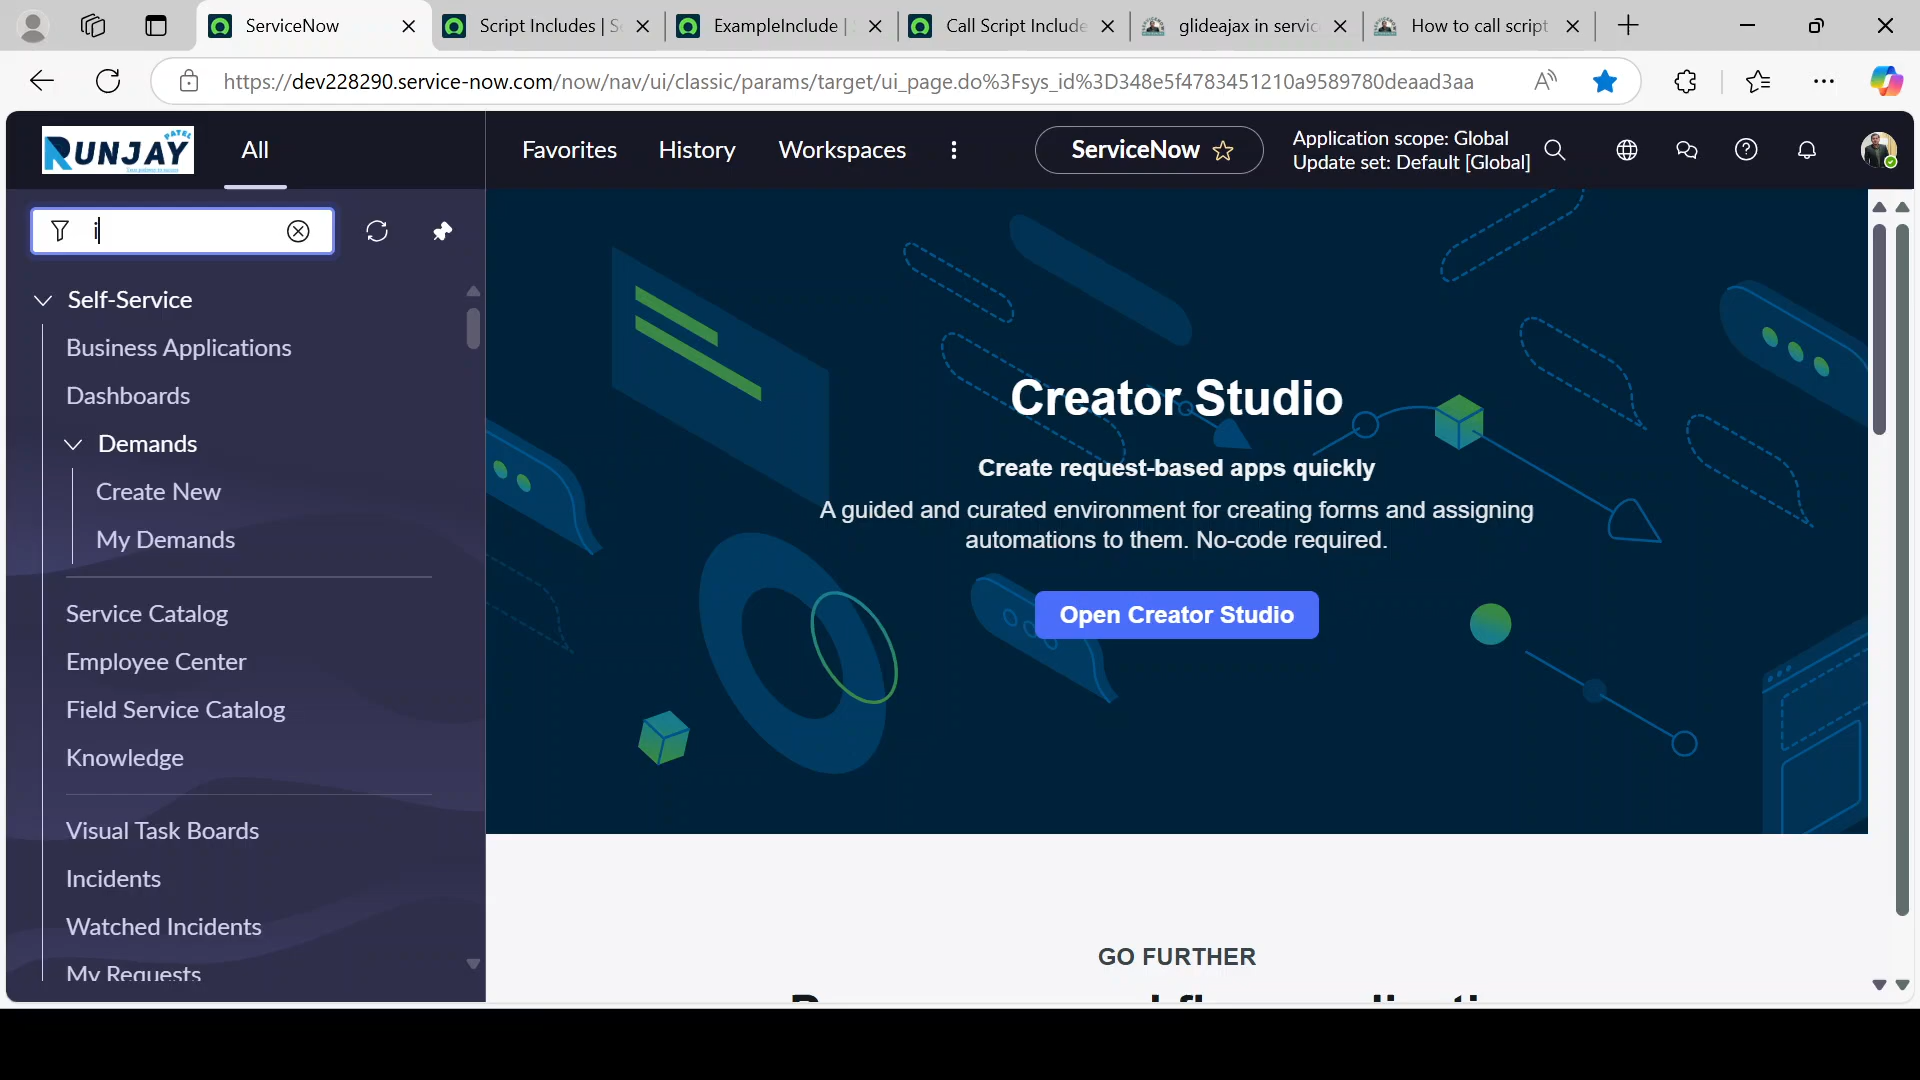 ServiceNow
Script Includes | S
ExampleInclude |
Call Script Include
glideajax in servic
How to call script
https://dev228290.service-now.com/now/nav/ui/classic/params/target/ui_page.do%3Fsys_id%3D348e5f4783451210a9589780deaad3aa
RUNJAY
PATEL
All
Favorites
History
Workspaces
ServiceNow
Application scope: Global
Update set: Default [Global]
i
Self-Service
Business Applications
Dashboards
Demands
Create New
My Demands
Service Catalog
Employee Center
Field Service Catalog
Knowledge
Visual Task Boards
Incidents
Watched Incidents
My Requests
Creator Studio
Create request-based apps quickly
A guided and curated environment for creating forms and assigning
automations to them. No-code required.
Open Creator Studio
GO FURTHER